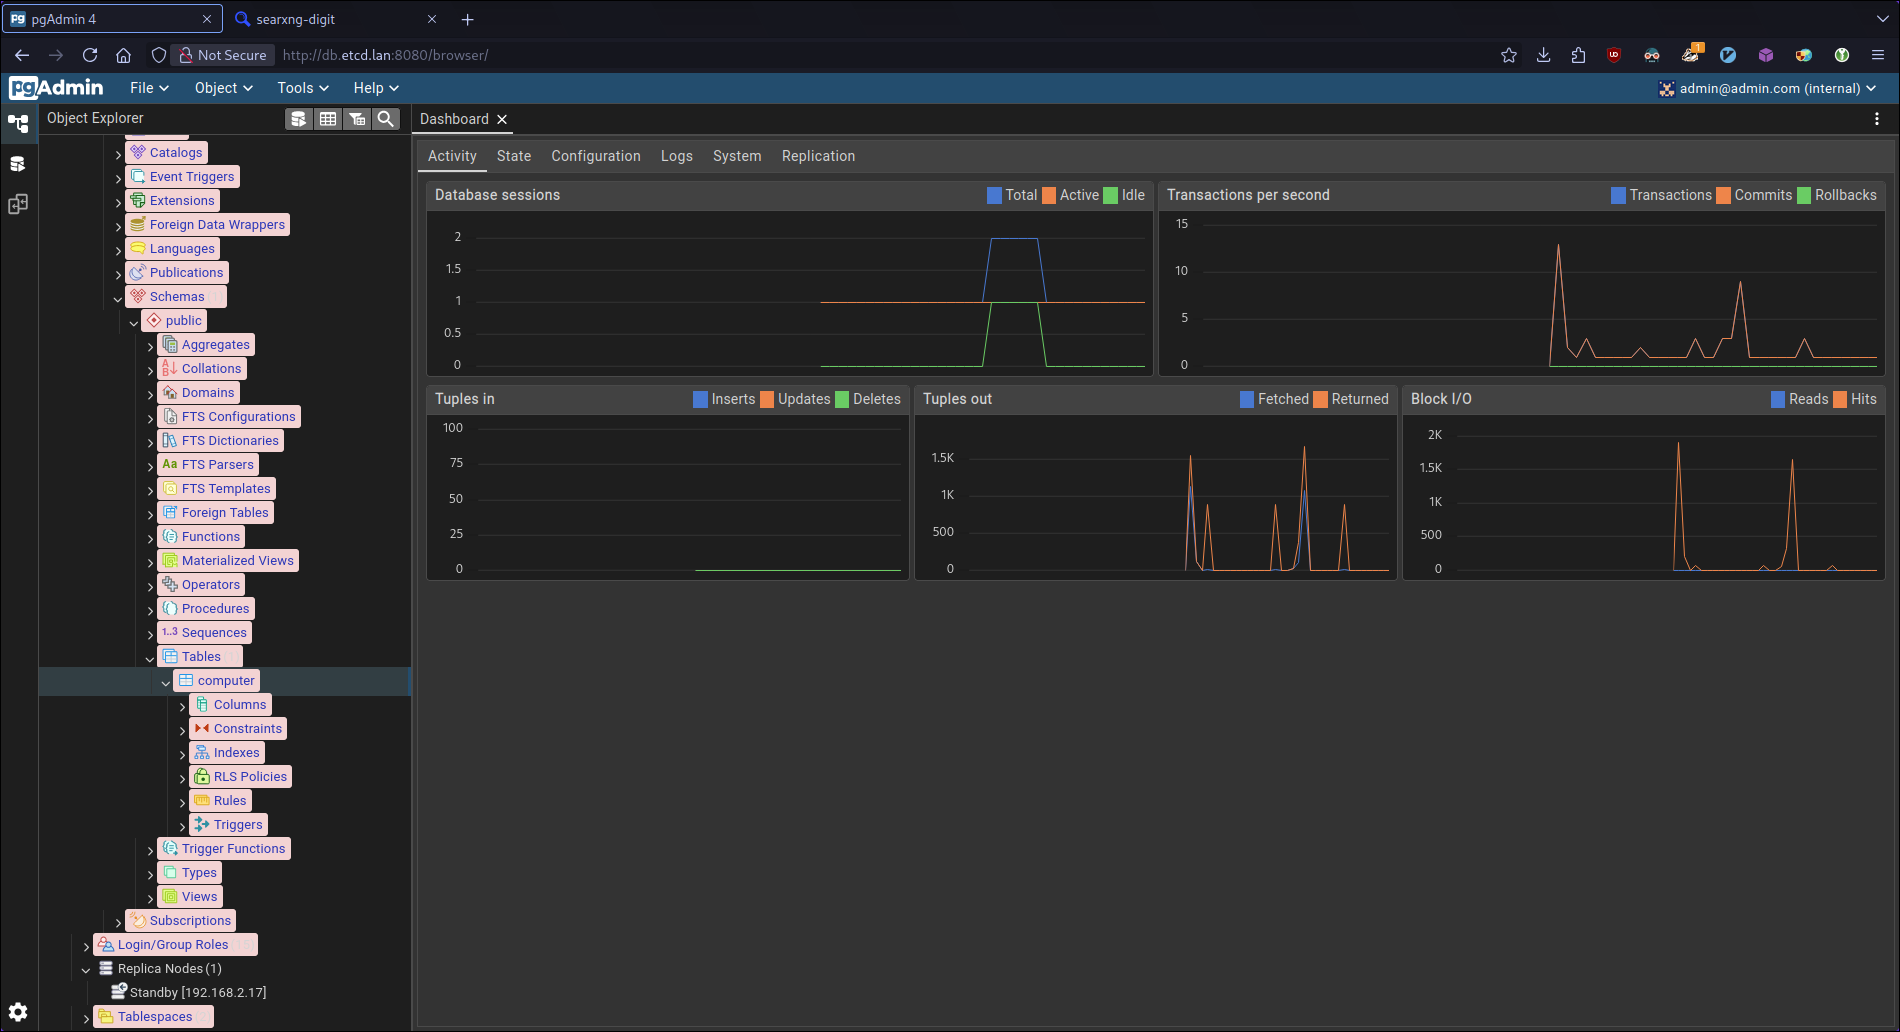 pgAdmin 4
searxng-digit
Not Secure
http://db.etcd.lan:8080/browser/
1
pgAdmin
File
Object
Tools
Help
admin@admin.com (internal)
Object Explorer
Dashboard
Catalogs
Event Triggers
Extensions
Foreign Data Wrappers
Languages
Publications
Schemas (1)
public
Aggregates
Collations
Domains
FTS Configurations
FTS Dictionaries
Aa FTS Parsers
FTS Templates
Foreign Tables
Functions
Materialized Views
Operators
Procedures
1..3 Sequences
Tables
computer
Columns
Constraints
Indexes
RLS Policies
Rules
Triggers
Trigger Functions
Types
Views
Subscriptions
Login/Group Roles
Replica Nodes (1)
Standby [192.168.2.17]
Tablespaces
Activity State Configuration Logs System Replication
Database sessions
Total Active Idle
2
1.5
1
0.5
0
Transactions per second
Transactions Commits Rollbacks
15
10
5
0
Tuples in
Inserts Updates Deletes
100
75
50
25
0
Tuples out
Fetched Returned
1.5K
1K
500
0
Block I/O
Reads Hits
2K
1.5K
1K
500
0